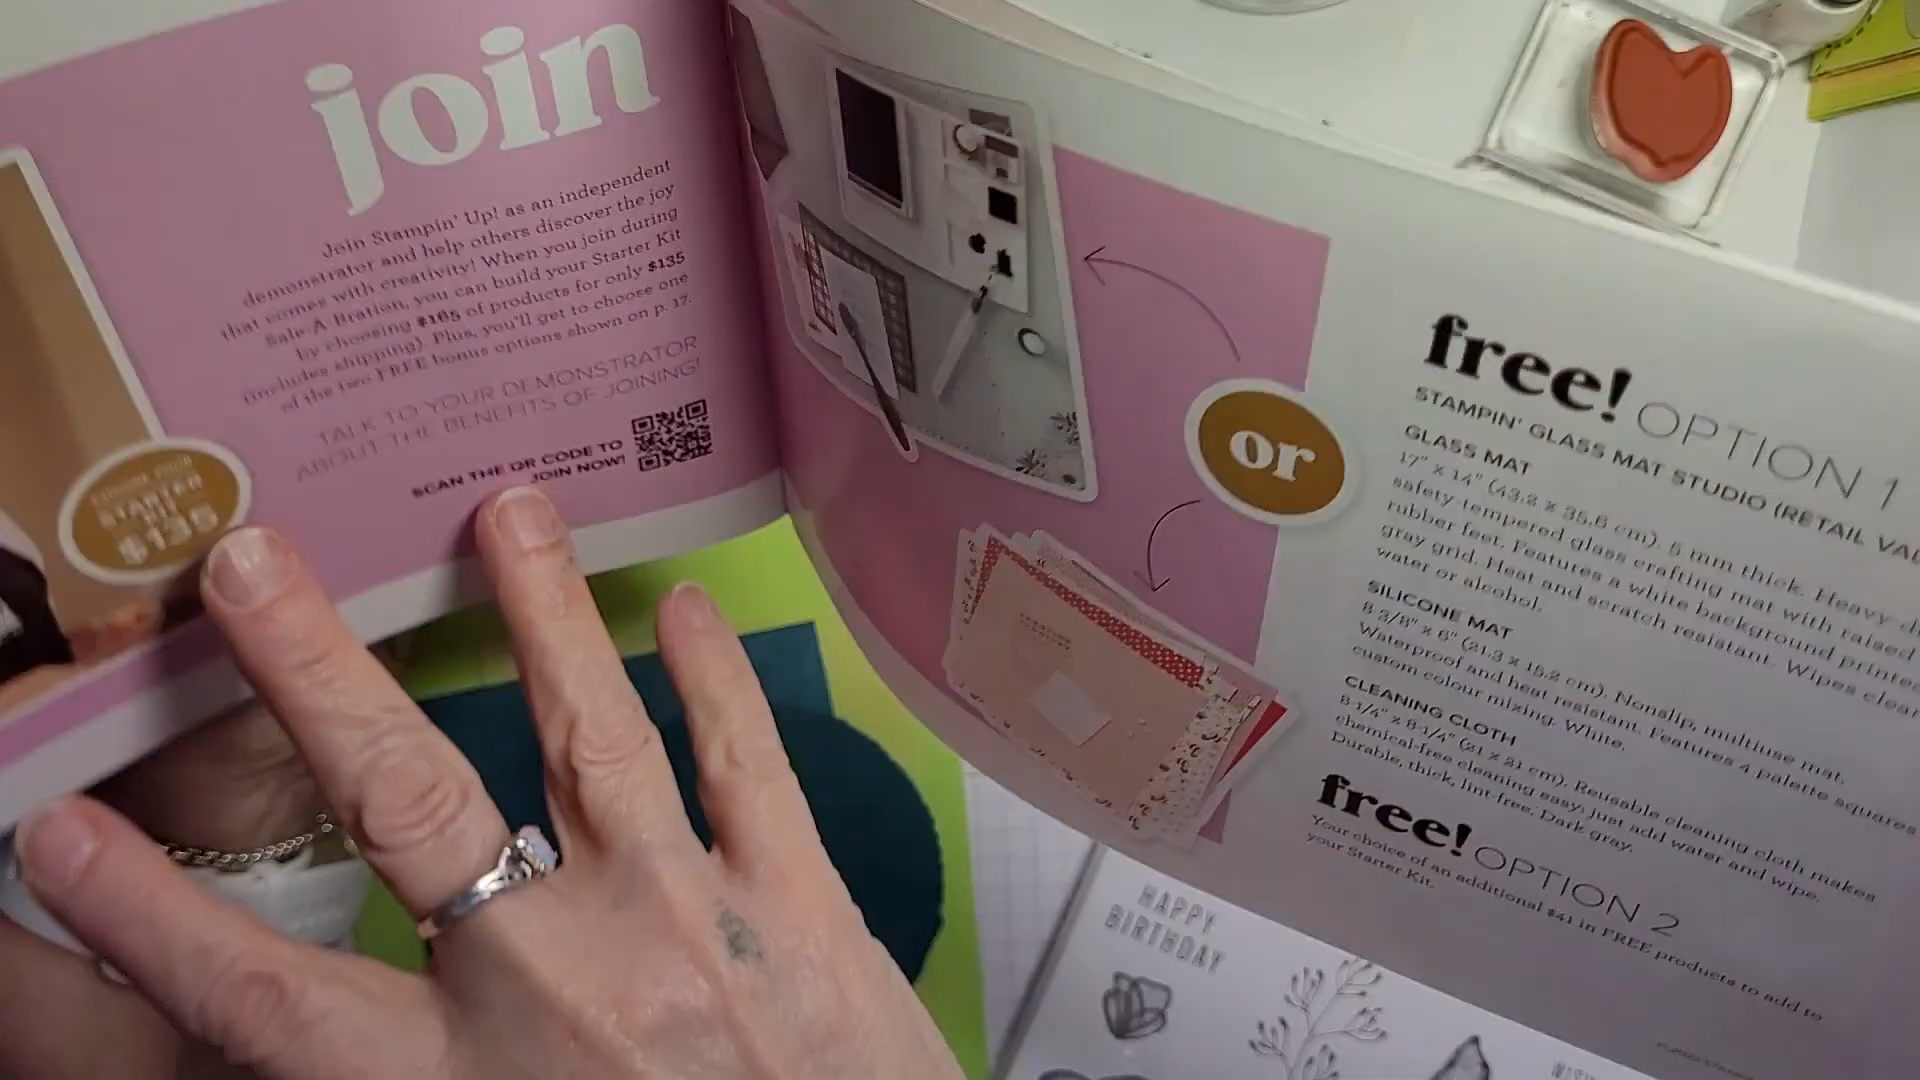 join
Join Stampin' Up! as an independent
demonstrator and help others discover the joy
that comes with creativity! When you join during
Sale-A-Bration, you can build your Starter Kit
by choosing $165 of products for only $135
(includes shipping). Plus, you'll get to choose one
of the two FREE bonus options shown on p. 17.
TALK TO YOUR DEMONSTRATOR
ABOUT THE BENEFITS OF JOINING!
SCAN THE QR CODE TO
JOIN NOW!
STARTER
KIT
$135
or
free! OPTION 1
STAMPIN' GLASS MAT STUDIO (RETAIL
GLASS MAT
17" x 14" (43.2 x 35.6 cm). 5 mm thick. Heavy-
safety-tempered glass crafting mat with raised
rubber feet. Features a white background printed
gray grid. Heat and scratch resistant. Wipes clean
water or alcohol.
SILICONE MAT
8-3/8" x 6" (21.3 x 15.2 cm). Nonslip, multiuse mat.
Waterproof and heat resistant. Features 4 palette squares
custom colour mixing. White.
CLEANING CLOTH
8-1/4" x 8-1/4" (21 x 21 cm). Reusable cleaning cloth makes
chemical-free cleaning easy; just add water and wipe.
Durable, thick, lint-free. Dark gray.
free! OPTION 2
Your choice of an additional $41 in FREE products to add to
your Starter Kit.
HAPPY
BIRTHDAY